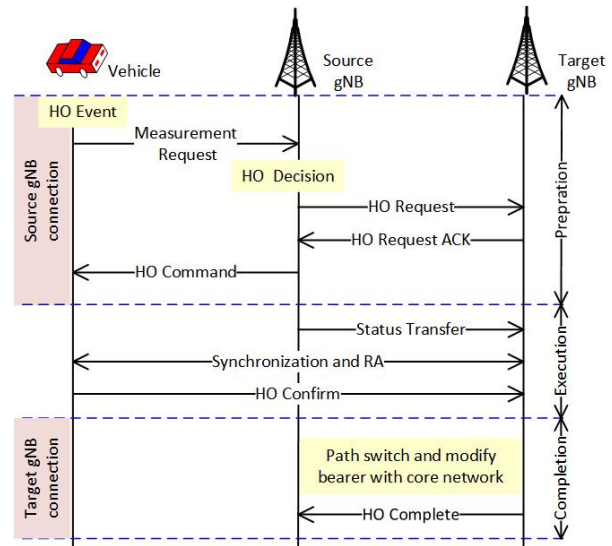 Vehicle
Source
gNB
Target
gNB
HO Event
Measurement
Request
HO Decision
HO Request
HO Request ACK
HO Command
Source gNB
connection
Prepration
Status Transfer
Synchronization and RA
HO Confirm
Execution
Path switch and modify
bearer with core network
HO Complete
Target gNB
connection
Completion